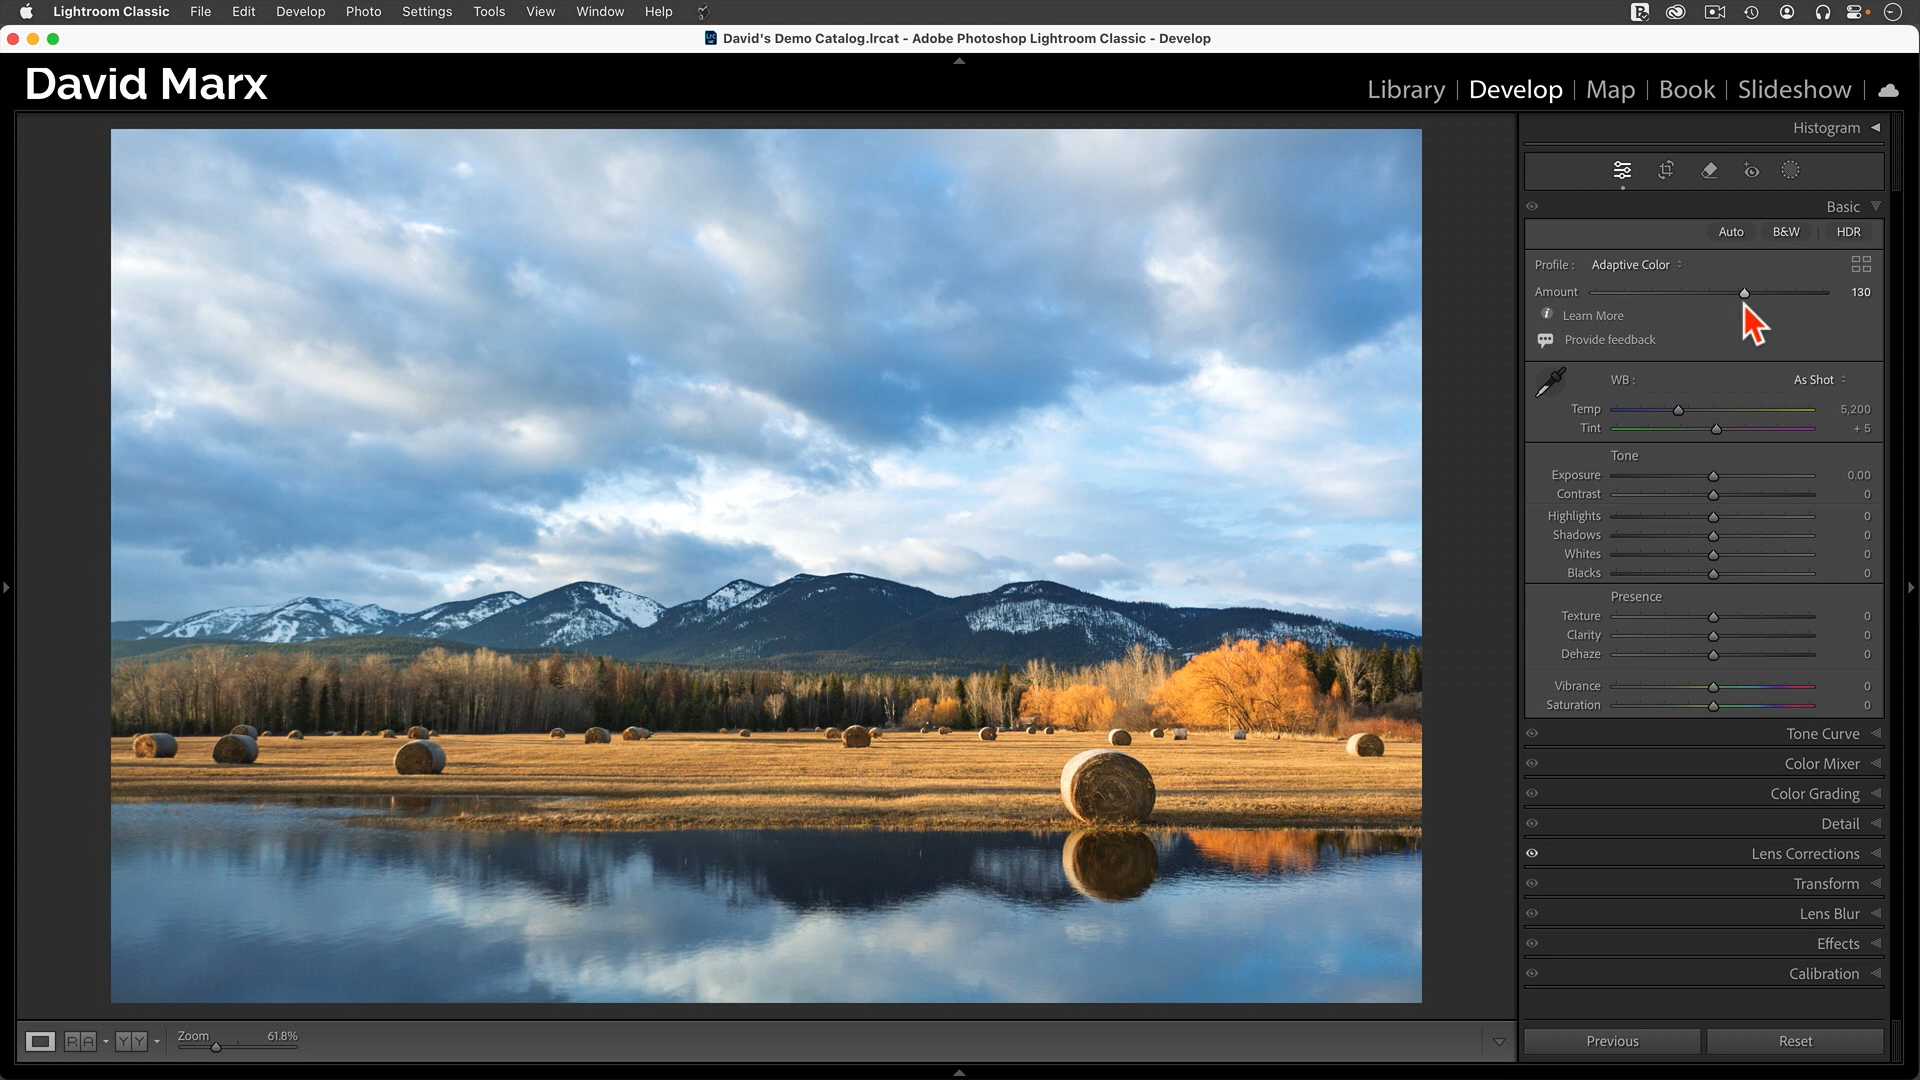 Lightroom Classic File Edit Develop Photo Settings Tools View Window Help
David's Demo Catalog.lrcat - Adobe Photoshop Lightroom Classic - Develop
David Marx
Library | Develop | Map | Book | Slideshow |
Histogram
Basic
Auto B&W HDR
Profile : Adaptive Color
Amount 130
Learn More
Provide feedback
WB : As Shot
Temp 5,200
Tint + 5
Tone
Exposure 0.00
Contrast 0
Highlights 0
Shadows 0
Whites 0
Blacks 0
Presence
Texture 0
Clarity 0
Dehaze 0
Vibrance 0
Saturation 0
Tone Curve
Color Mixer
Color Grading
Detail
Lens Corrections
Transform
Lens Blur
Effects
Calibration
R A Y Y Zoom 61.8%
Previous Reset